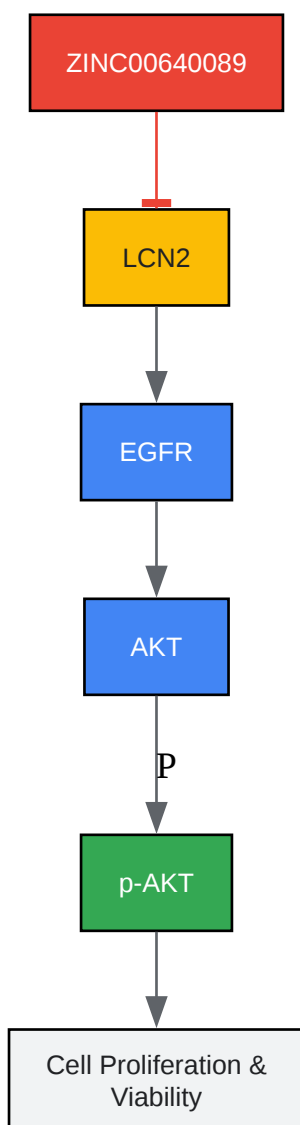 ZINC00640089
LCN2
EGFR
AKT
P
p-AKT
Cell Proliferation &
Viability